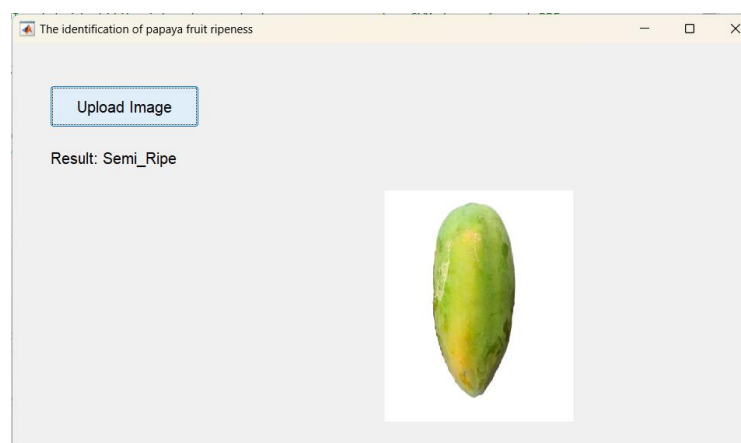 The identification of papaya fruit ripeness
Upload Image
Result: Semi_Ripe